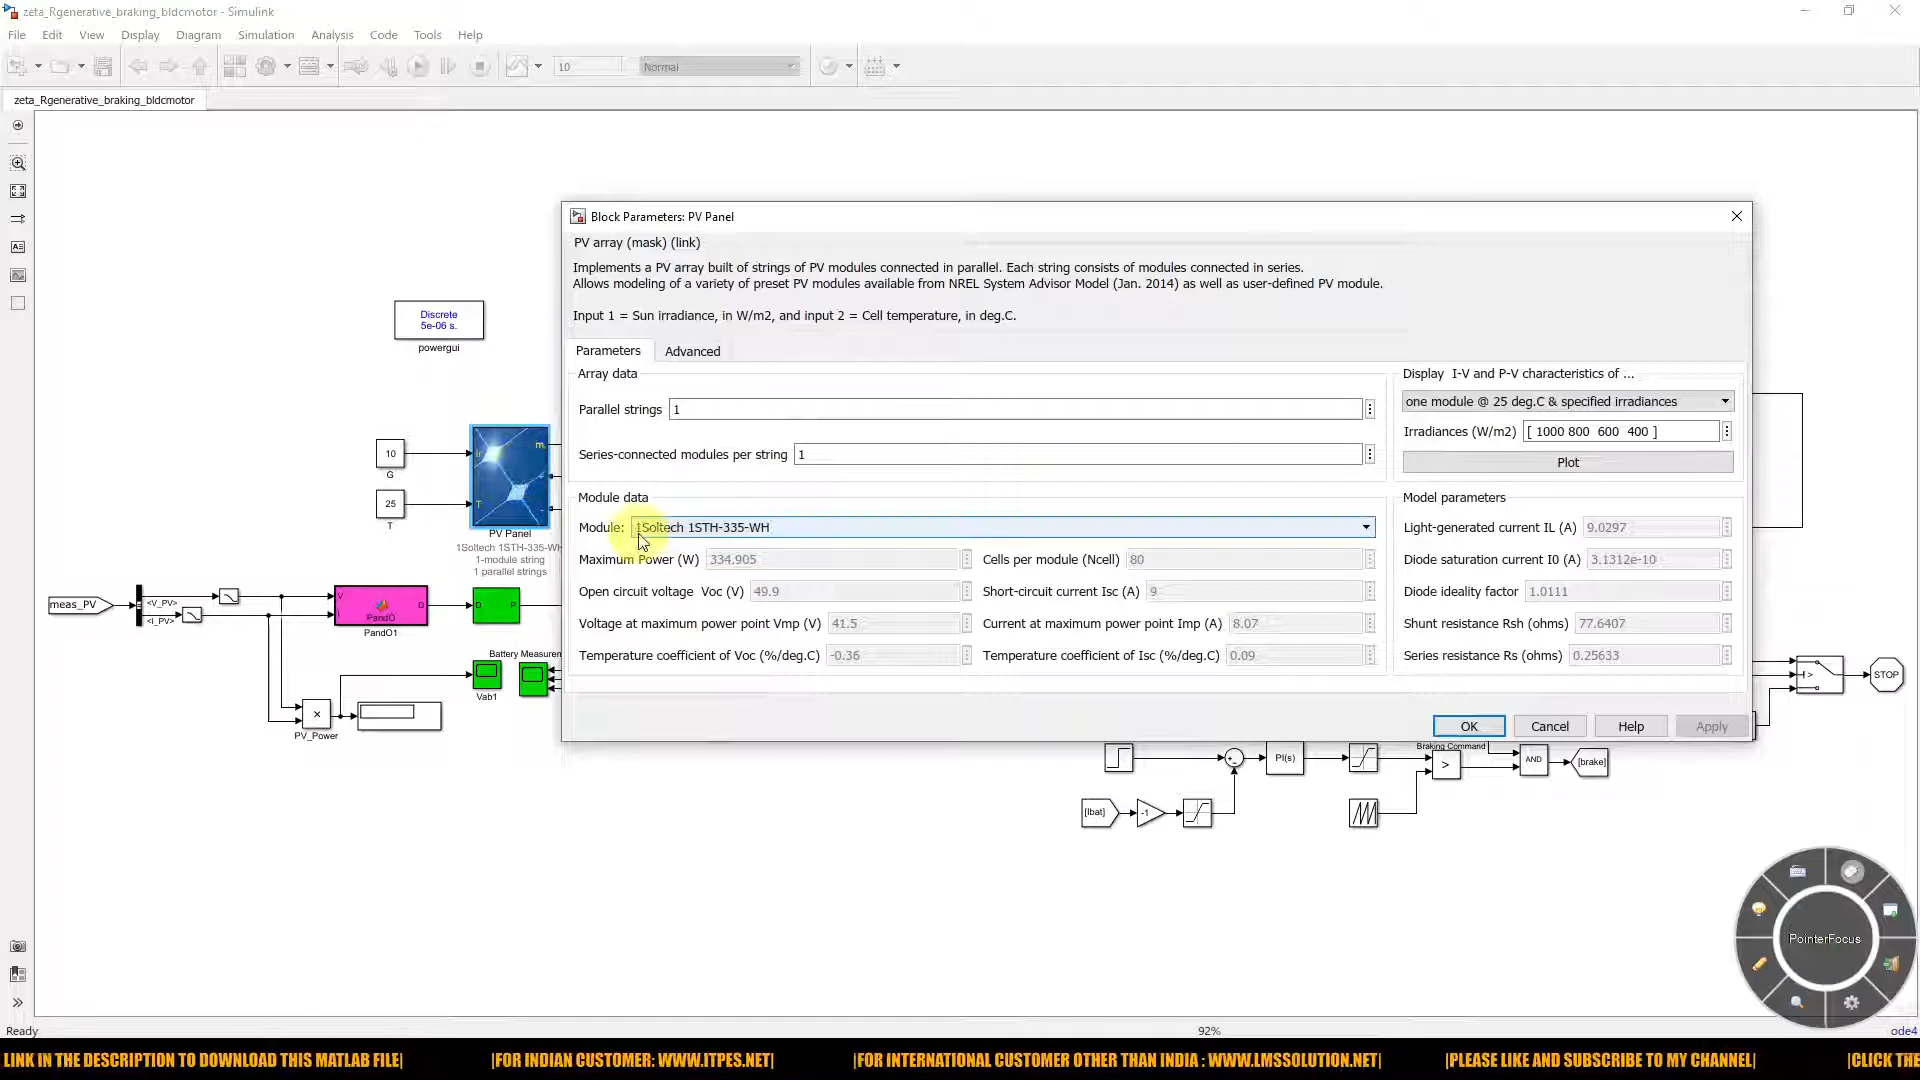 zeta_Rgenerative_braking_bldcmotor - Simulink
File Edit View Display Diagram Simulation Analysis Code Tools Help
10 Normal
zeta_Rgenerative_braking_bldcmotor
Discrete
5e-06 s.
powergui
10
G
25
T
Ir
T
m
PV Panel
1Soltech 1STH-335-WH
1-module string
1 parallel strings
meas_PV
<V_PV>
<I_PV>
V
I
D
PandO
PandO1
D P
Battery Measurem
Vab1
×
PV_Power
Block Parameters: PV Panel
PV array (mask) (link)
Implements a PV array built of strings of PV modules connected in parallel. Each string consists of modules connected in series.
Allows modeling of a variety of preset PV modules available from NREL System Advisor Model (Jan. 2014) as well as user-defined PV module.
Input 1 = Sun irradiance, in W/m2, and input 2 = Cell temperature, in deg.C.
Parameters Advanced
Array data
Parallel strings 1
Series-connected modules per string 1
Display I-V and P-V characteristics of ...
one module @ 25 deg.C & specified irradiances
Irradiances (W/m2) [ 1000 800 600 400 ]
Plot
Module data
Module: 1Soltech 1STH-335-WH
Maximum Power (W) 334.905
Cells per module (Ncell) 80
Open circuit voltage Voc (V) 49.9
Short-circuit current Isc (A) 9
Voltage at maximum power point Vmp (V) 41.5
Current at maximum power point Imp (A) 8.07
Temperature coefficient of Voc (%/deg.C) -0.36
Temperature coefficient of Isc (%/deg.C) 0.09
Model parameters
Light-generated current IL (A) 9.0297
Diode saturation current I0 (A) 3.1312e-10
Diode ideality factor 1.0111
Shunt resistance Rsh (ohms) 77.6407
Series resistance Rs (ohms) 0.25633
OK Cancel Help Apply
STOP
PI(s)
Braking Command
>
AND
[brake]
[Ibat]
-1
PointerFocus
Ready 92% ode4
LINK IN THE DESCRIPTION TO DOWNLOAD THIS MATLAB FILE| |FOR INDIAN CUSTOMER: WWW.ITPES.NET| |FOR INTERNATIONAL CUSTOMER OTHER THAN INDIA : WWW.LMSSOLUTION.NET| |PLEASE LIKE AND SUBSCRIBE TO MY CHANNEL| |CLICK THE